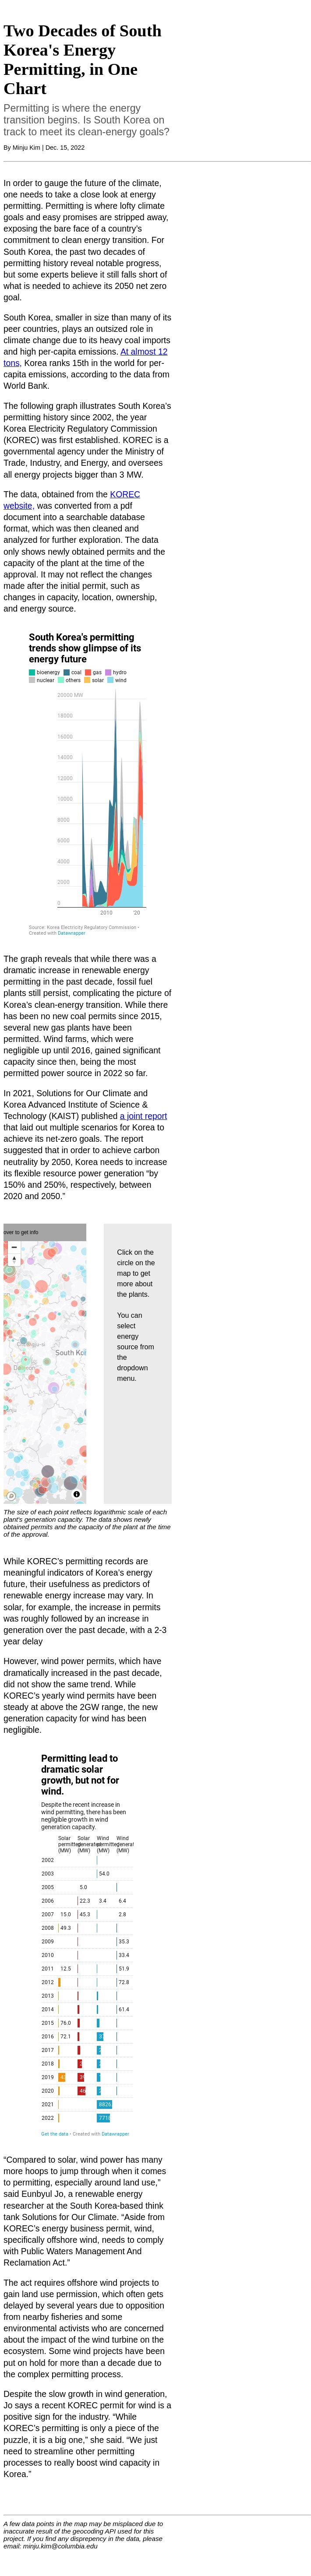 Two Decades of South
Korea's Energy
Permitting, in One
Chart
Permitting is where the energy
transition begins. Is South Korea on
track to meet its clean-energy goals?
By Minju Kim | Dec. 15, 2022
In order to gauge the future of the climate,
one needs to take a close look at energy
permitting. Permitting is where lofty climate
goals and easy promises are stripped away,
exposing the bare face of a country's
commitment to clean energy transition. For
South Korea, the past two decades of
permitting history reveal notable progress,
but some experts believe it still falls short of
what is needed to achieve its 2050 net zero
goal.
South Korea, smaller in size than many of its
peer countries, plays an outsized role in
climate change due to its heavy coal imports
and high per-capita emissions. At almost 12
tons, Korea ranks 15th in the world for per-
capita emissions, according to the data from
World Bank.
The following graph illustrates South Korea's
permitting history since 2002, the year
Korea Electricity Regulatory Commission
(KOREC) was first established. KOREC is a
governmental agency under the Ministry of
Trade, Industry, and Energy, and oversees
all energy projects bigger than 3 MW.
The data, obtained from the KOREC
website, was converted from a pdf
document into a searchable database
format, which was then cleaned and
analyzed for further exploration. The data
only shows newly obtained permits and the
capacity of the plant at the time of the
approval. It may not reflect the changes
made after the initial permit, such as
changes in capacity, location, ownership,
and energy source.
South Korea's permitting
trends show glimpse of its
energy future
bioenergy coal gas hydro
nuclear others solar wind
20000 MW
18000
16000
14000
12000
10000
8000
6000
4000
2000
0
2010 '20
Source: Korea Electricity Regulatory Commission •
Created with Datawrapper
The graph reveals that while there was a
dramatic increase in renewable energy
permitting in the past decade, fossil fuel
plants still persist, complicating the picture of
Korea's clean-energy transition. While there
has been no new coal permits since 2015,
several new gas plants have been
permitted. Wind farms, which were
negligible up until 2016, gained significant
capacity since then, being the most
permitted power source in 2022 so far.
In 2021, Solutions for Our Climate and
Korea Advanced Institute of Science &
Technology (KAIST) published a joint report
that laid out multiple scenarios for Korea to
achieve its net-zero goals. The report
suggested that in order to achieve carbon
neutrality by 2050, Korea needs to increase
its flexible resource power generation "by
150% and 250%, respectively, between
2020 and 2050."
over to get info
South Kor
Click on the
circle on the
map to get
more about
the plants.
You can
select
energy
source from
the
dropdown
menu.
The size of each point reflects logarithmic scale of each
plant's generation capacity. The data shows newly
obtained permits and the capacity of the plant at the time
of the approval.
While KOREC's permitting records are
meaningful indicators of Korea's energy
future, their usefulness as predictors of
renewable energy increase may vary. In
solar, for example, the increase in permits
was roughly followed by an increase in
generation over the past decade, with a 2-3
year delay
However, wind power permits, which have
dramatically increased in the past decade,
did not show the same trend. While
KOREC's yearly wind permits have been
steady at above the 2GW range, the new
generation capacity for wind has been
negligible.
Permitting lead to
dramatic solar
growth, but not for
wind.
Despite the recent increase in
wind permitting, there has been
negligible growth in wind
generation capacity.
Solar Solar Wind Wind
permitted generated permitted generat
(MW) (MW) (MW) (MW)
2002
2003 54.0
2005 5.0
2006 22.3 3.4 6.4
2007 15.0 45.3 2.8
2008 49.3
2009 35.3
2010 33.4
2011 12.5 51.9
2012 72.8
2013
2014 61.4
2015 76.0
2016 72.1
2017
2018
2019
2020
2021 8826
2022 7718
Get the data • Created with Datawrapper
"Compared to solar, wind power has many
more hoops to jump through when it comes
to permitting, especially around land use,"
said Eunbyul Jo, a renewable energy
researcher at the South Korea-based think
tank Solutions for Our Climate. "Aside from
KOREC's energy business permit, wind,
specifically offshore wind, needs to comply
with Public Waters Management And
Reclamation Act."
The act requires offshore wind projects to
gain land use permission, which often gets
delayed by several years due to opposition
from nearby fisheries and some
environmental activists who are concerned
about the impact of the wind turbine on the
ecosystem. Some wind projects have been
put on hold for more than a decade due to
the complex permitting process.
Despite the slow growth in wind generation,
Jo says a recent KOREC permit for wind is a
positive sign for the industry. "While
KOREC's permitting is only a piece of the
puzzle, it is a big one," she said. "We just
need to streamline other permitting
processes to really boost wind capacity in
Korea."
A few data points in the map may be misplaced due to
inaccurate result of the geocoding API used for this
project. If you find any disprepency in the data, please
email: minju.kim@columbia.edu